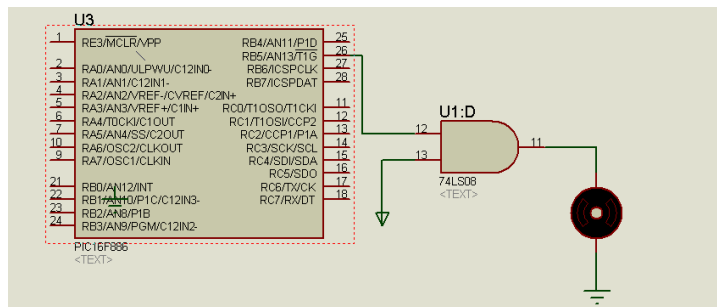 U3
1 RE3/MCLR/VPP
2 RA0/AN0/ULPWU/C12IN0-
3 RA1/AN1/C12IN1-
4 RA2/AN2/VREF-/CVREF/C2IN+
5 RA3/AN3/VREF+/C1IN+
6 RA4/T0CKI/C1OUT
7 RA5/AN4/SS/C2OUT
10 RA6/OSC2/CLKOUT
9 RA7/OSC1/CLKIN
21 RB0/AN12/INT
22 RB1/AN10/P1C/C12IN3-
23 RB2/AN8/P1B
24 RB3/AN9/PGM/C12IN2-
RB4/AN11/P1D 25
RB5/AN13/T1G 26
RB6/ICSPCLK 27
RB7/ICSPDAT 28
RC0/T1OSO/T1CKI 11
RC1/T1OSI/CCP2 12
RC2/CCP1/P1A 13
RC3/SCK/SCL 14
RC4/SDI/SDA 15
RC5/SDO 16
RC6/TX/CK 17
RC7/RX/DT 18
PIC16F886
<TEXT>
U1:D
12
13
11
74LS08
<TEXT>